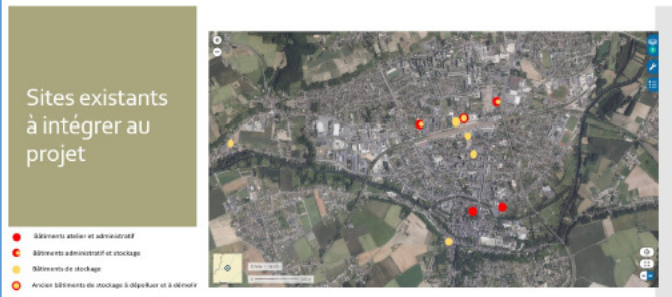 Sites existants
à intégrer au
projet
Bâtiments atelier et administratif
Bâtiments administratif et stockage
Bâtiments de stockage
Ancien bâtiments de stockage à dépolluer et à démolir